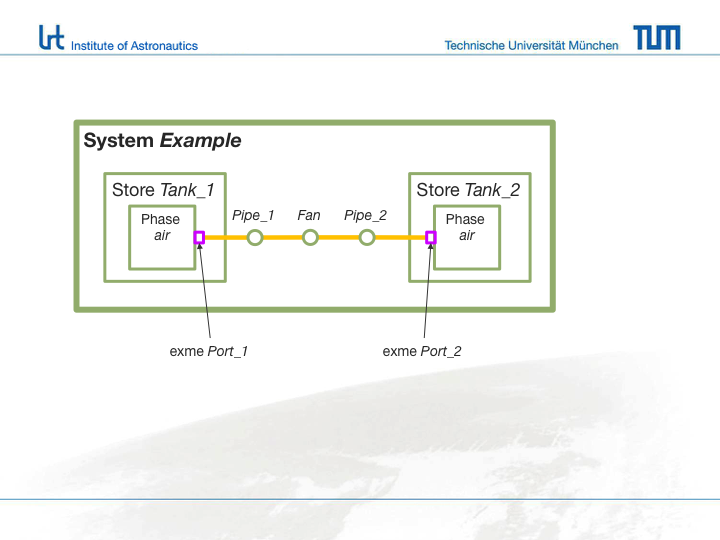 lrt Institute of Astronautics
Technische Universität München TUM
System Example
Store Tank_1
Store Tank_2
Phase
air
Pipe_1 Fan Pipe_2
Phase
air
exme Port_1
exme Port_2